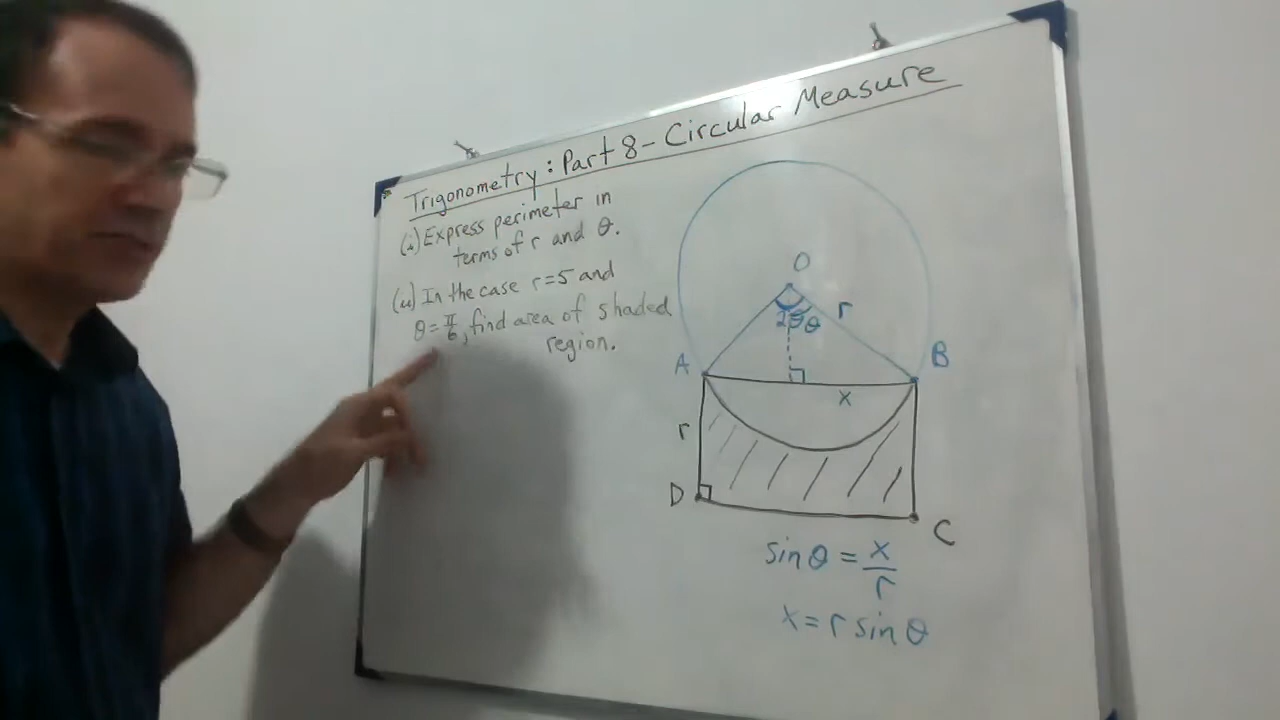 Trigonometry: Part 8 - Circular Measure
(i) Express perimeter in
terms of r and θ.
(ii) In the case r=5 and
θ=π/6, find area of shaded
region.
O
2θ θ
r
A
B
x
r
D
C
sin θ = x/r
x = r sin θ